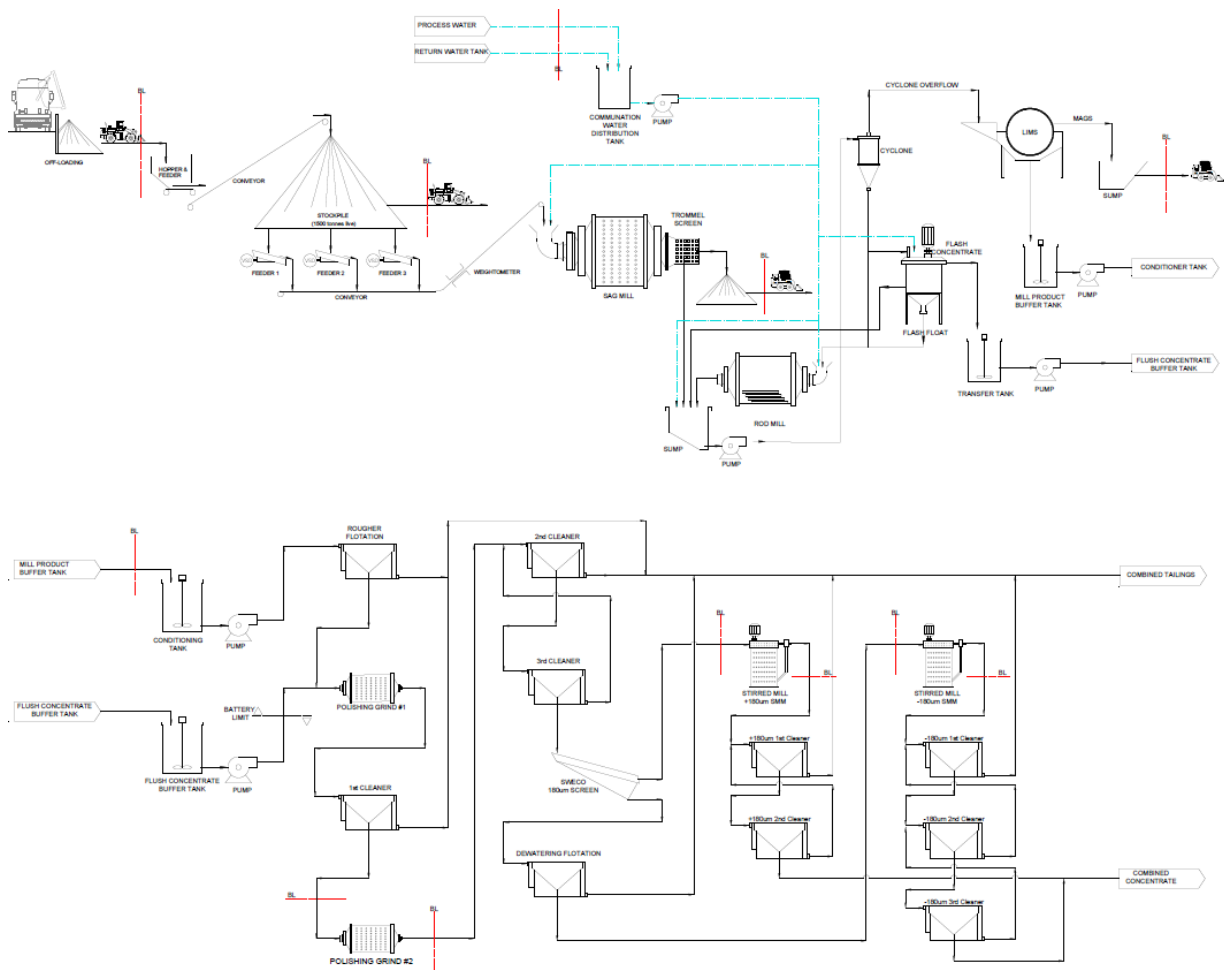 PROCESS WATER
RETURN WATER TANK
BL
COMMUNATION
WATER
DISTRIBUTION
TANK
PUMP
CYCLONE OVERFLOW
CYCLONE
LIMS
MAGS
SUMP
BL
BL
OFF-LOADING
HOPPER &
FEEDER
CONVEYOR
STOCKPILE
(1500 tonnes live)
BL
VSD
FEEDER 1
VSD
FEEDER 2
VSD
FEEDER 3
CONVEYOR
WEIGHTOMETER
SAG MILL
TROMMEL
SCREEN
BL
FLASH
CONCENTRATE
FLASH FLOAT
MILL PRODUCT
BUFFER TANK
PUMP
CONDITIONER TANK
TRANSFER TANK
PUMP
FLUSH CONCENTRATE
BUFFER TANK
ROD MILL
SUMP
PUMP
MILL PRODUCT
BUFFER TANK
BL
CONDITIONING
TANK
PUMP
ROUGHER
FLOTATION
2nd CLEANER
COMBINED TAILINGS
FLUSH CONCENTRATE
BUFFER TANK
FLUSH CONCENTRATE
BUFFER TANK
PUMP
BATTERY
LIMIT
POLISHING GRIND #1
1st CLEANER
BL
POLISHING GRIND #2
BL
3rd CLEANER
SWECO
180um SCREEN
DEWATERING FLOTATION
BL
STIRRED MILL
+180um SMM
BL
+180um 1st Cleaner
+180um 2nd Cleaner
BL
STIRRED MILL
-180um SMM
BL
-180um 1st Cleaner
-180um 2nd Cleaner
-180um 3rd Cleaner
COMBINED
CONCENTRATE